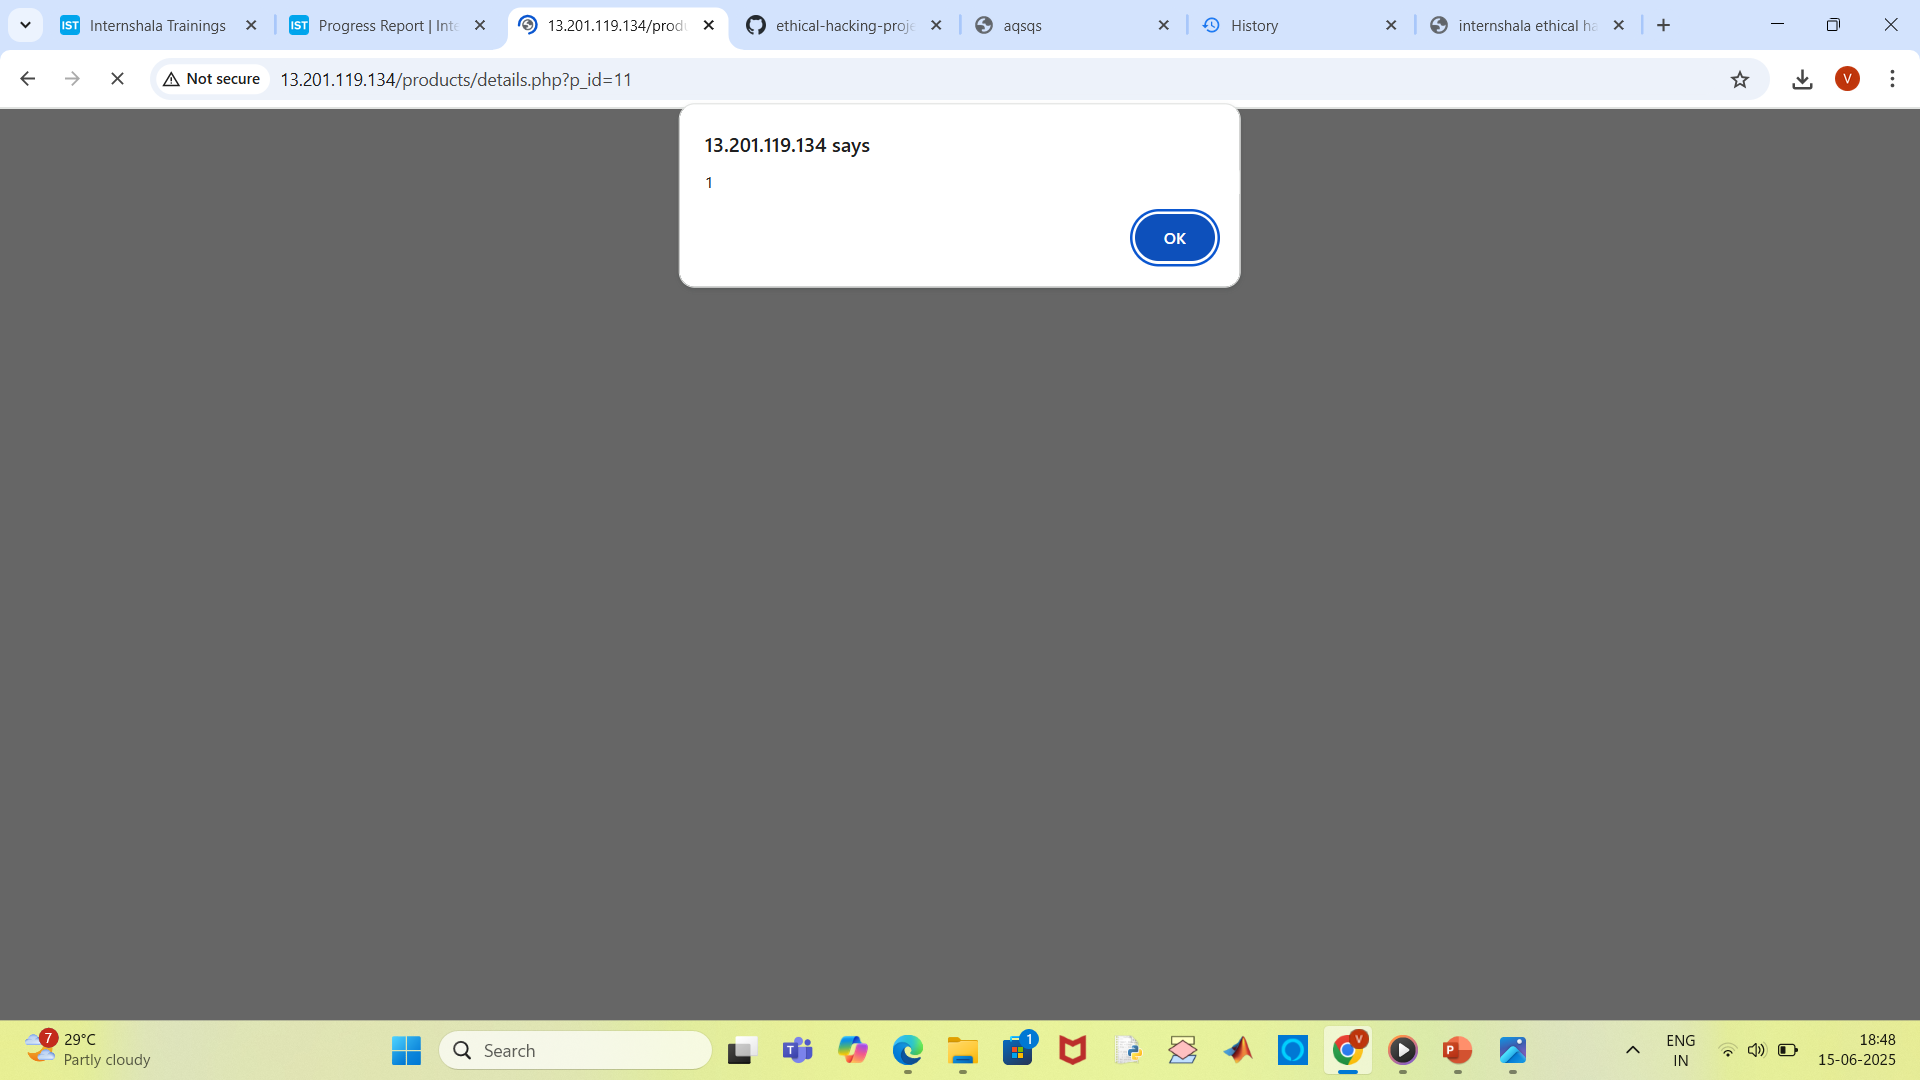 IST Internshala Trainings
IST Progress Report | Inte
13.201.119.134/produ
ethical-hacking-proje
aqsqs
History
internshala ethical ha
Not secure
13.201.119.134/products/details.php?p_id=11
V
13.201.119.134 says
1
OK
7
29°C
Partly cloudy
Search
T
1
V
P
ENG
IN
18:48
15-06-2025